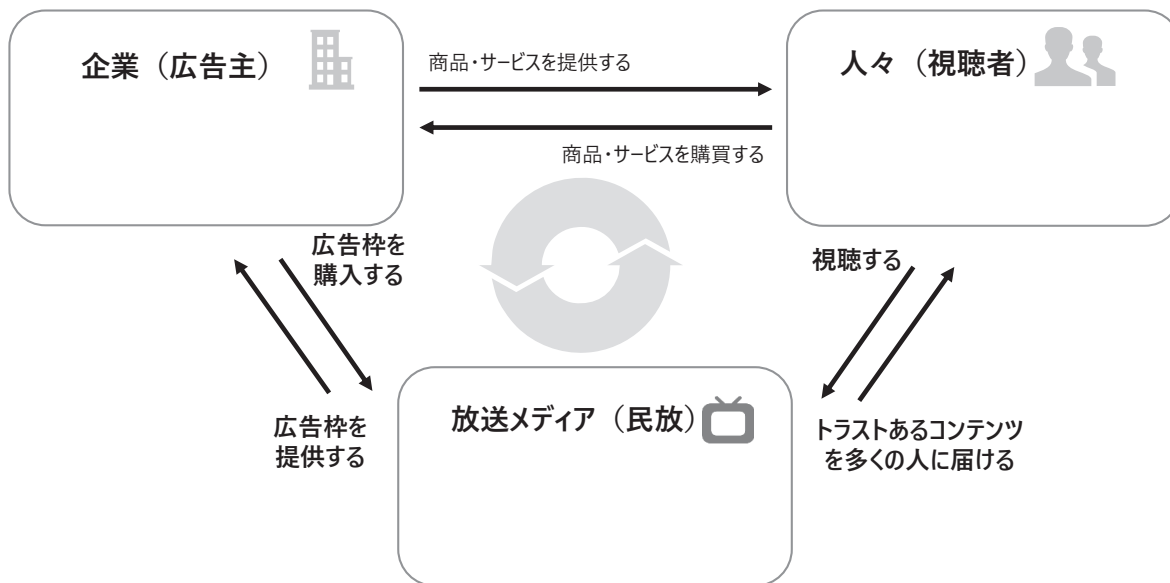 企業（広告主）
人々（視聴者）
商品・サービスを提供する
商品・サービスを購買する
広告枠を
購入する
視聴する
広告枠を
提供する
放送メディア（民放）
トラストあるコンテンツ
を多くの人に届ける